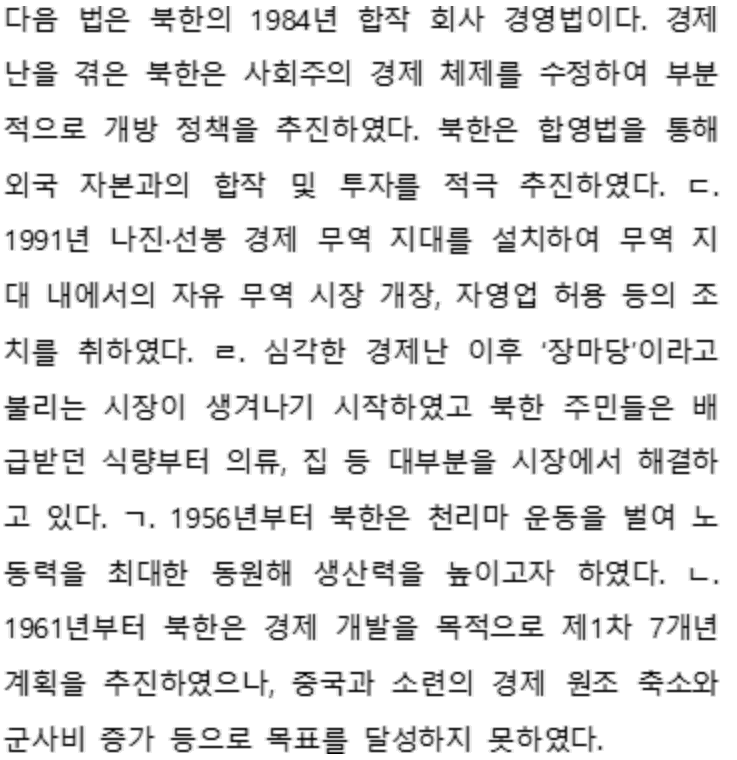 다음 법은 북한의 1984년 합작 회사 경영법이다. 경제
난을 겪은 북한은 사회주의 경제 체제를 수정하여 부분
적으로 개방 정책을 추진하였다. 북한은 합영법을 통해
외국 자본과의 합작 및 투자를 적극 추진하였다. ㄷ.
1991년 나진·선봉 경제 무역 지대를 설치하여 무역 지
대 내에서의 자유 무역 시장 개장, 자영업 허용 등의 조
치를 취하였다. ㄹ. 심각한 경제난 이후 '장마당'이라고
불리는 시장이 생겨나기 시작하였고 북한 주민들은 배
급받던 식량부터 의류, 집 등 대부분을 시장에서 해결하
고 있다. ㄱ. 1956년부터 북한은 천리마 운동을 벌여 노
동력을 최대한 동원해 생산력을 높이고자 하였다. ㄴ.
1961년부터 북한은 경제 개발을 목적으로 제1차 7개년
계획을 추진하였으나, 중국과 소련의 경제 원조 축소와
군사비 증가 등으로 목표를 달성하지 못하였다.